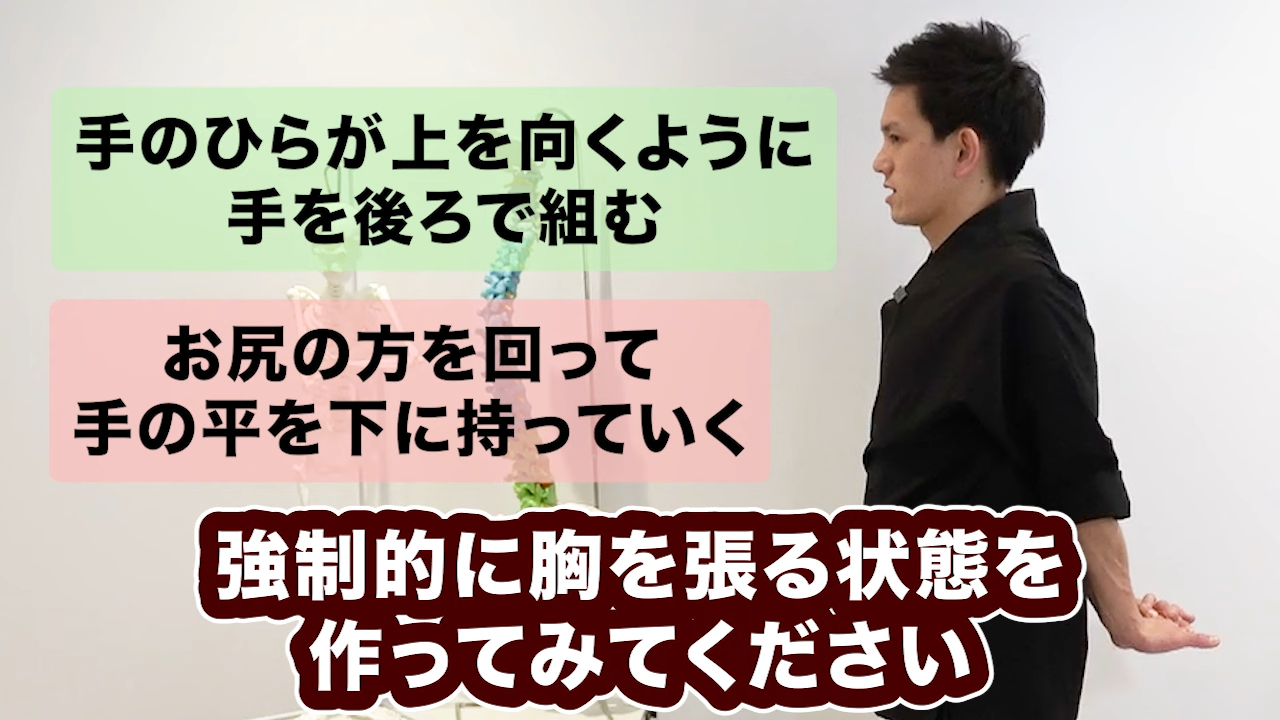 手のひらが上を向くように
手を後ろで組む
お尻の方を回って
手の平を下に持っていく
強制的に胸を張る状態を
作ってみてください